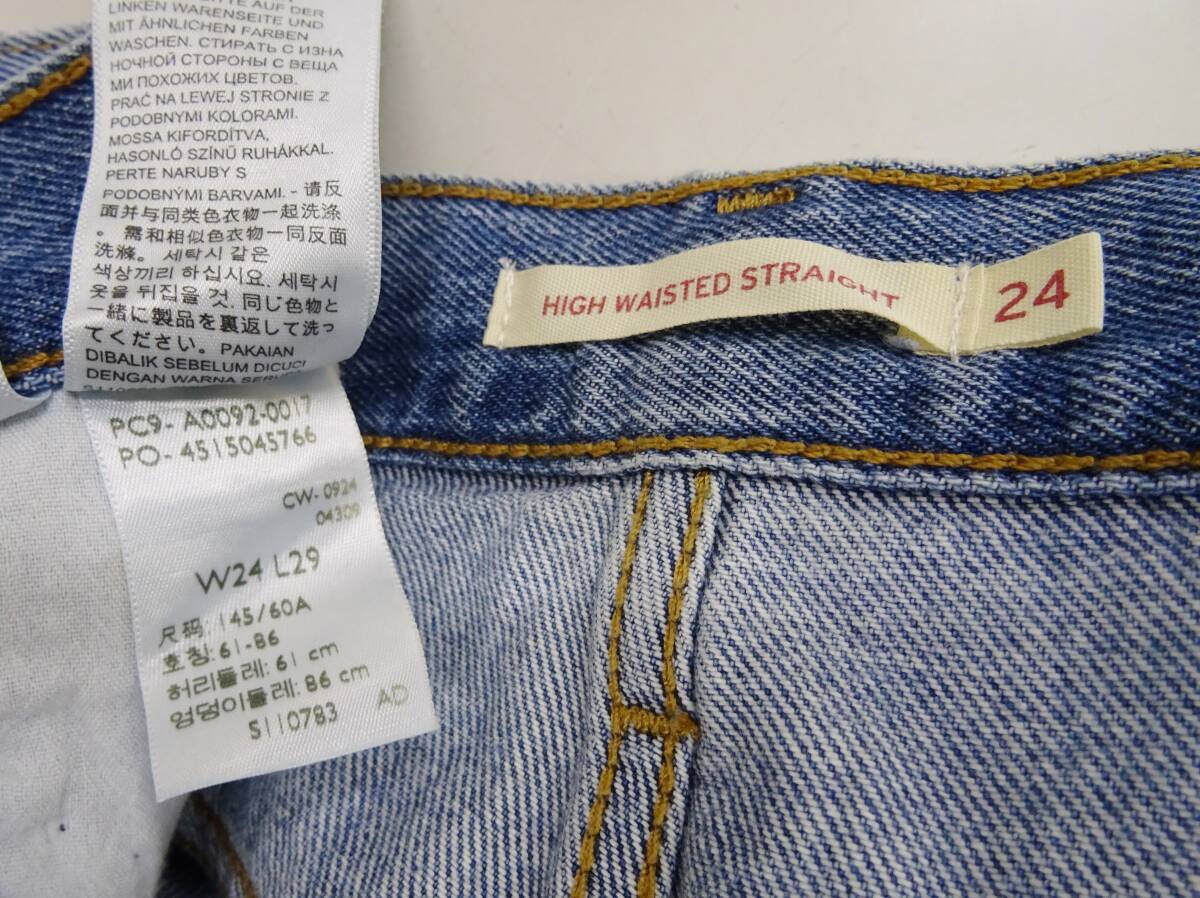 LINKEN WARENSEITE UND
MIT ÄHNLICHEN FARBEN
WASCHEN. СТИРАТЬ С ИЗНА
НОЧНОЙ СТОРОНЫ С ВЕЩА
МИ ПОХОЖИХ ЦВЕТОВ.
PRAĆ NA LEWEJ STRONIE Z
PODOBNYMI KOLORAMI.
MOSSA KIFORDÍTVA,
HASONLÓ SZÍNŰ RUHÁKKAL.
PERTE NARUBY S
PODOBNÝMI BARVAMI. - 请反
面并与同类色衣物一起洗涤
。需和相似色衣物一同反面
洗滌。세탁시 같은
색상끼리 하십시요. 세탁시
옷을 뒤집을 것. 同じ色物と
一緒に製品を裏返して洗っ
てください。PAKAIAN
DIBALIK SEBELUM DICUCI
DENGAN WARNA
PC9- A0092-0017
PO- 4515045766
CW- 0924
04309
W24 L29
尺码: 145/60A
호칭: 61-86
허리둘레: 61 cm
엉덩이둘레: 86 cm
S110783 AD
HIGH WAISTED STRAIGHT
24